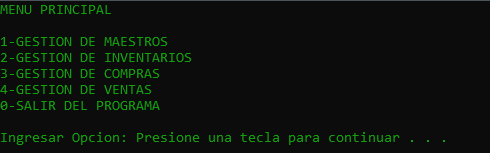 MENU PRINCIPAL
1-GESTION DE MAESTROS
2-GESTION DE INVENTARIOS
3-GESTION DE COMPRAS
4-GESTION DE VENTAS
0-SALIR DEL PROGRAMA
Ingresar Opcion: Presione una tecla para continuar . . .